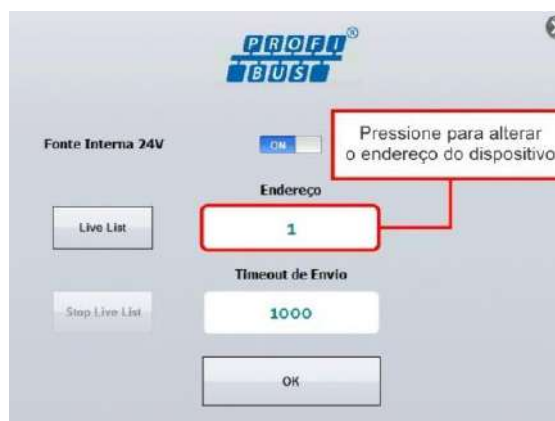 PROFI®
BUS
Fonte Interna 24V
ON
Pressione para alterar
o endereço do dispositivo
Endereço
Live List
1
Timeout de Envio
Stop Live List
1000
OK